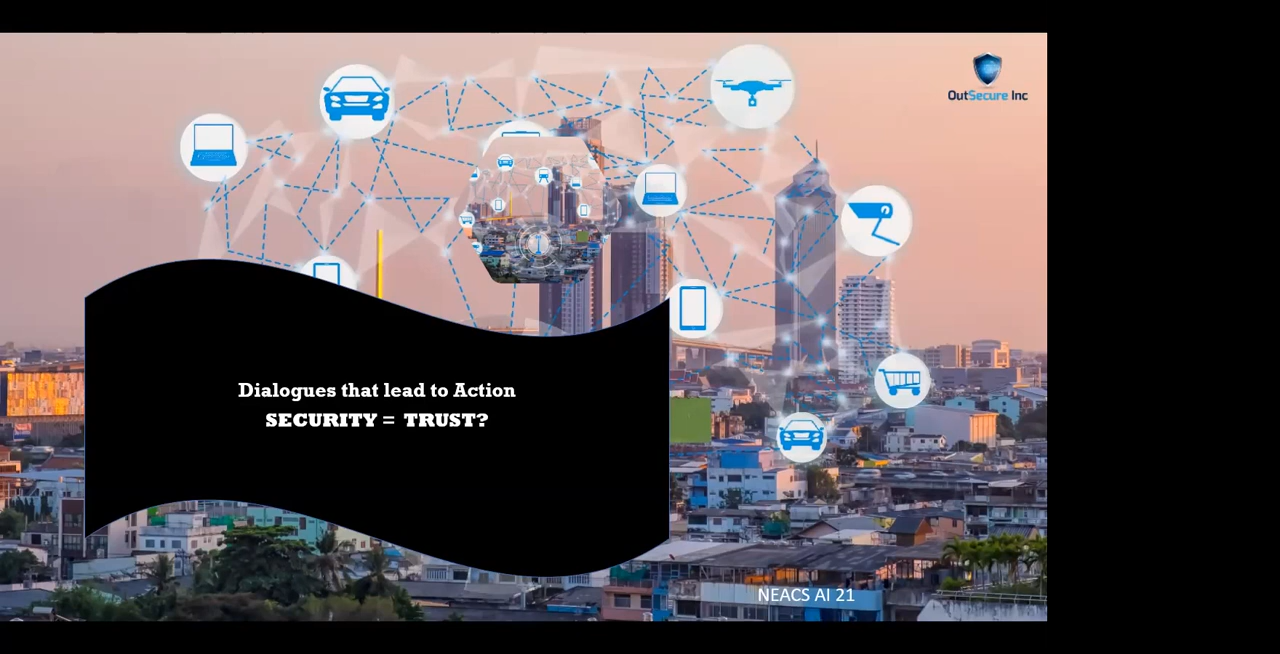 OutSecure Inc
Dialogues that lead to Action
SECURITY = TRUST?
NEACS AI 21